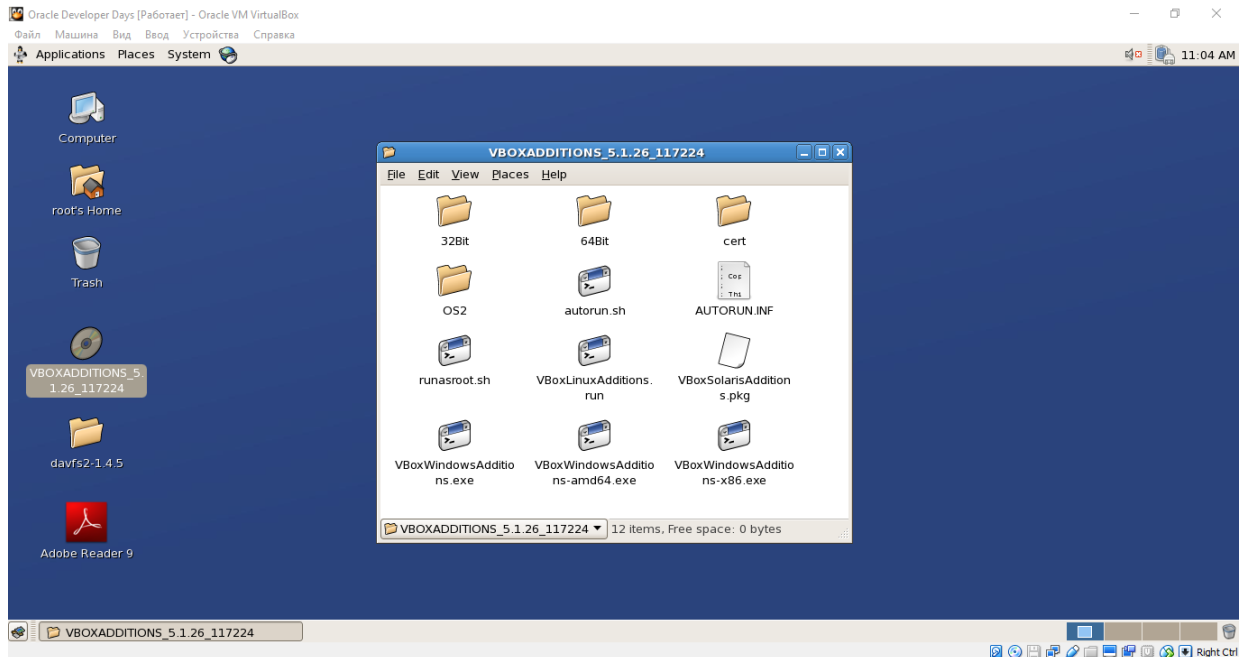 Oracle Developer Days [Работает] - Oracle VM VirtualBox
Файл Машина Вид Ввод Устройства Справка
Applications Places System 11:04 AM
Computer
root's Home
Trash
VBOXADDITIONS_5.
1.26_117224
davfs2-1.4.5
Adobe Reader 9
VBOXADDITIONS_5.1.26_117224
File Edit View Places Help
32Bit 64Bit cert
; Cop
; Thi
OS2 autorun.sh AUTORUN.INF
runasroot.sh VBoxLinuxAdditions. VBoxSolarisAddition
run s.pkg
VBoxWindowsAdditio VBoxWindowsAdditio VBoxWindowsAdditio
ns.exe ns-amd64.exe ns-x86.exe
VBOXADDITIONS_5.1.26_117224 12 items, Free space: 0 bytes
VBOXADDITIONS_5.1.26_117224
Right Ctrl